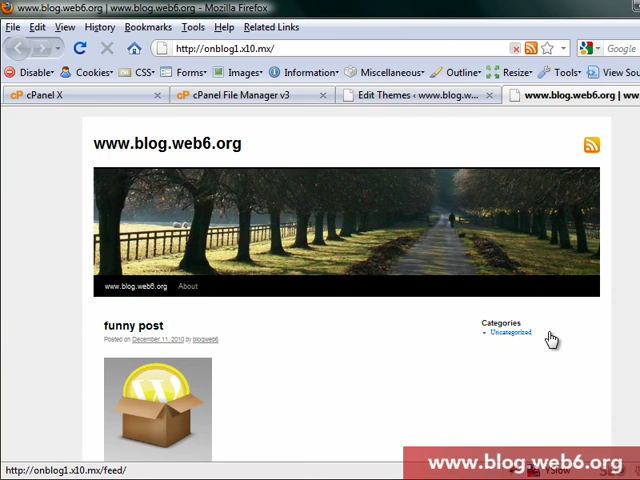 www.blog.web6.org | www.blog.web6.org - Mozilla Firefox
File Edit View History Bookmarks Tools Help Related Links
http://onblog1.x10.mx/
Google
Disable Cookies CSS Forms Images Information Miscellaneous Outline Resize Tools View Sou
cP cPanel X
cP cPanel File Manager v3
Edit Themes ‹ www.blog.w...
www.blog.web6.org | ww
www.blog.web6.org
www.blog.web6.org About
funny post
Posted on December 11, 2010 by blogweb6
Categories
Uncategorized
http://onblog1.x10.mx/feed/
YSlow
www.blog.web6.org